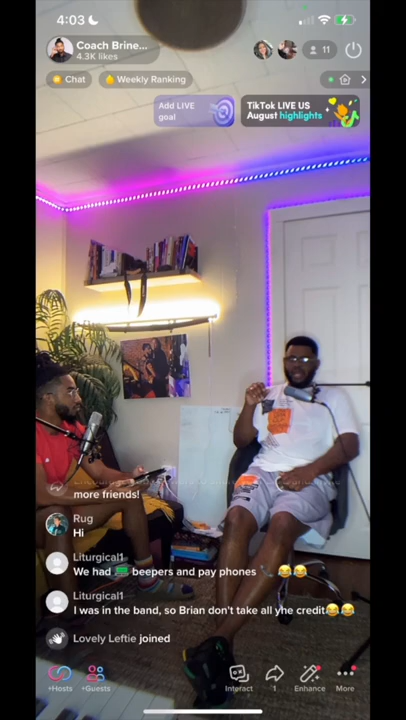 4:03
Coach Brine...
4.3K likes
11
Chat
Weekly Ranking
Add LIVE
goal
TikTok LIVE US
August highlights
more friends!
Rug
Hi
Liturgical1
We had 📟 beepers and pay phones 📞 😂😂
Liturgical1
I was in the band, so Brian don't take all yhe credit😂😂
Lovely Leftie joined
+Hosts
+Guests
Interact
1
Enhance
More